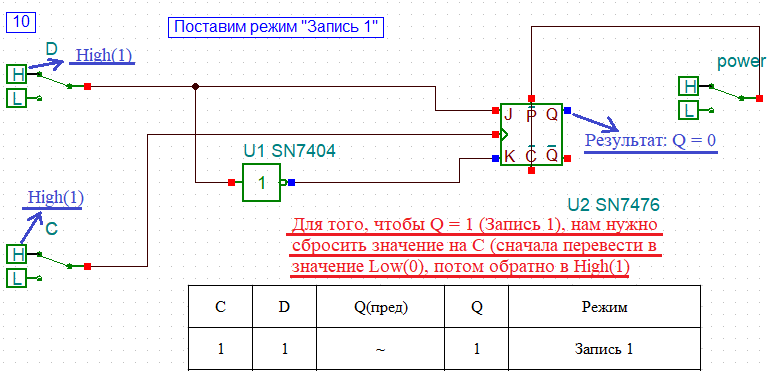 10
Поставим режим "Запись 1"
D
High(1)
H
L
power
H
L
J P Q
K C Q
Результат: Q = 0
U1 SN7404
1
High(1)
C
H
L
U2 SN7476
Для того, чтобы Q = 1 (Запись 1), нам нужно
сбросить значение на C (сначала перевести в
значение Low(0), потом обратно в High(1)
C D Q(пред) Q Режим
1 1 ~ 1 Запись 1